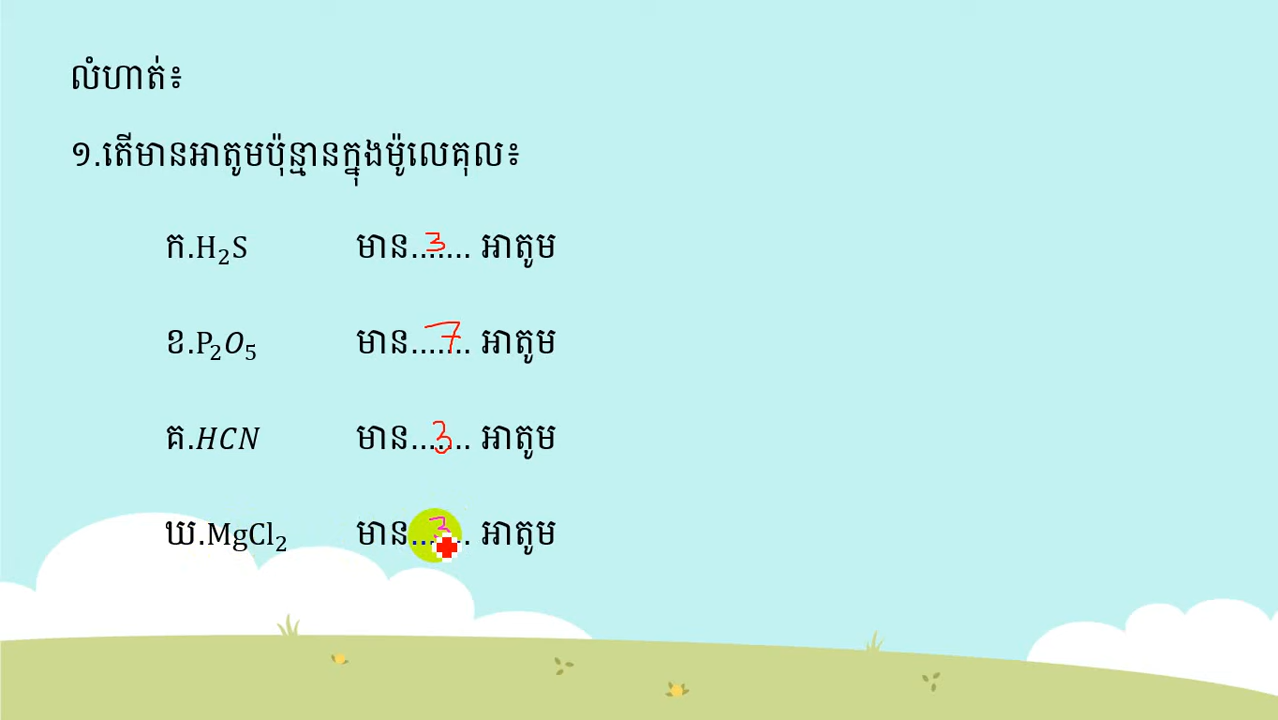 លំហាត់៖
១.តើមានអាតូមប៉ុន្មានក្នុងម៉ូលេគុល៖
ក.H₂S មាន...3.... អាតូម
ខ.P₂O₅ មាន...7.... អាតូម
គ.HCN មាន...3.... អាតូម
ឃ.MgCl₂ មាន...3.... អាតូម